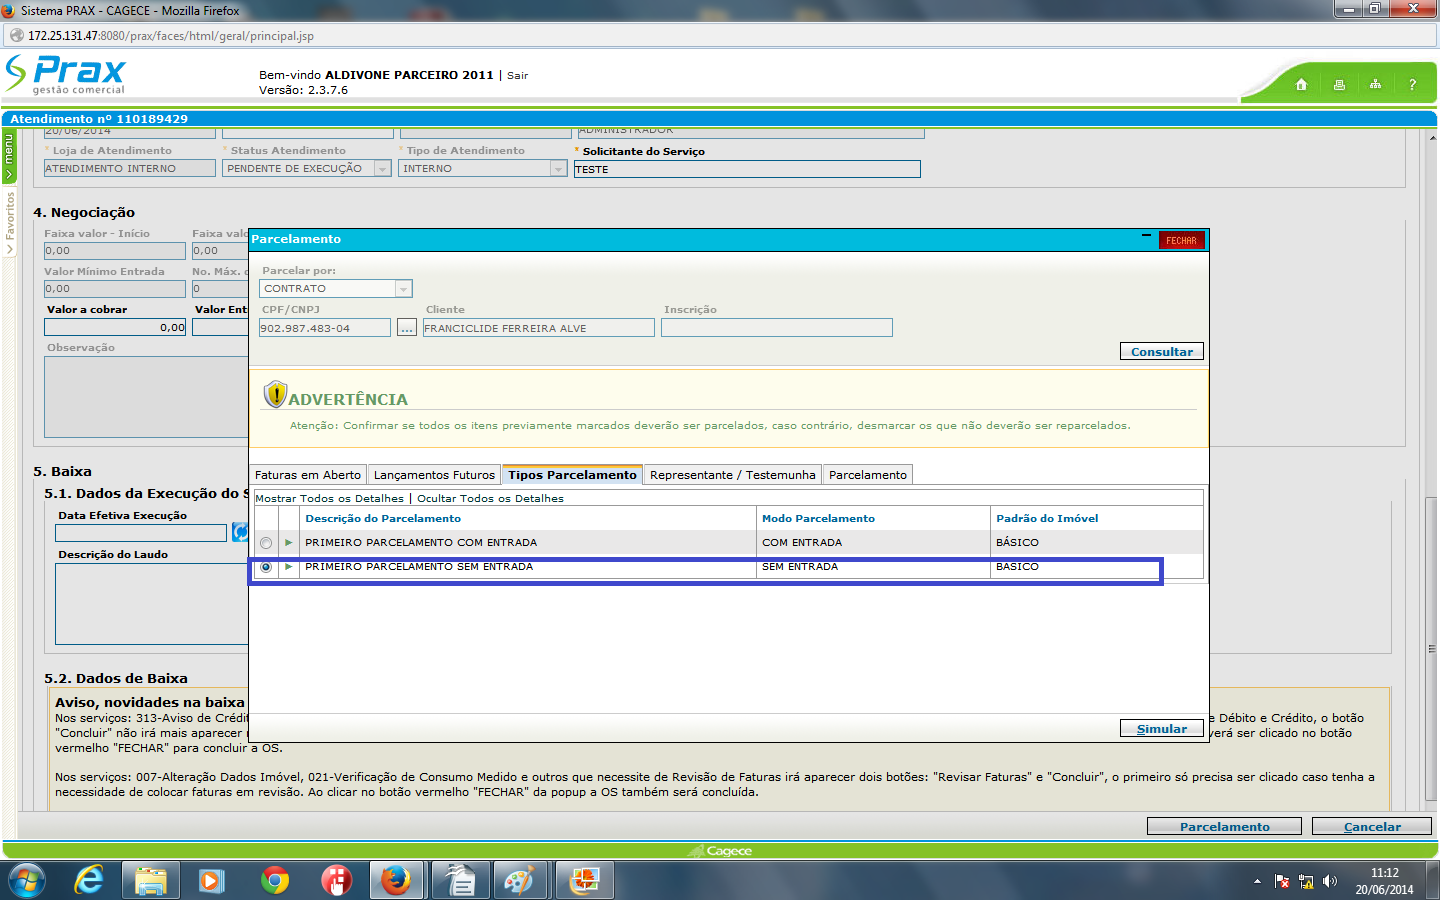 Sistema PRAX - CAGECE - Mozilla Firefox
172.25.131.47:8080/prax/faces/html/geral/principal.jsp
Prax
gestão comercial
Bem-vindo ALDIVONE PARCEIRO 2011 | Sair
Versão: 2.3.7.6
?
Atendimento nº 110189429
menu
Favoritos
20/06/2014 ADMINISTRADOR
* Loja de Atendimento * Status Atendimento * Tipo de Atendimento * Solicitante do Serviço
ATENDIMENTO INTERNO PENDENTE DE EXECUÇÃO INTERNO TESTE
4. Negociação
Faixa valor - Início Faixa valo
0,00 0,00
Valor Mínimo Entrada No. Máx. d
0,00 0
Valor a cobrar Valor Ent
0,00
Observação
5. Baixa
5.1. Dados da Execução do S
Data Efetiva Execução
Descrição do Laudo
Parcelamento
FECHAR
Parcelar por:
CONTRATO
CPF/CNPJ Cliente Inscrição
902.987.483-04 ... FRANCICLIDE FERREIRA ALVE
Consultar
ADVERTÊNCIA
Atenção: Confirmar se todos os itens previamente marcados deverão ser parcelados, caso contrário, desmarcar os que não deverão ser reparcelados.
Faturas em Aberto Lançamentos Futuros Tipos Parcelamento Representante / Testemunha Parcelamento
Mostrar Todos os Detalhes | Ocultar Todos os Detalhes
Descrição do Parcelamento Modo Parcelamento Padrão do Imóvel
PRIMEIRO PARCELAMENTO COM ENTRADA COM ENTRADA BÁSICO
PRIMEIRO PARCELAMENTO SEM ENTRADA SEM ENTRADA BASICO
Simular
5.2. Dados de Baixa
Aviso, novidades na baixa
Nos serviços: 313-Aviso de Crédit e Débito e Crédito, o botão
"Concluir" não irá mais aparecer verá ser clicado no botão
vermelho "FECHAR" para concluir a OS.
Nos serviços: 007-Alteração Dados Imóvel, 021-Verificação de Consumo Medido e outros que necessite de Revisão de Faturas irá aparecer dois botões: "Revisar Faturas" e "Concluir", o primeiro só precisa ser clicado caso tenha a
necessidade de colocar faturas em revisão. Ao clicar no botão vermelho "FECHAR" da popup a OS também será concluída.
Parcelamento Cancelar
Cagece
11:12
20/06/2014